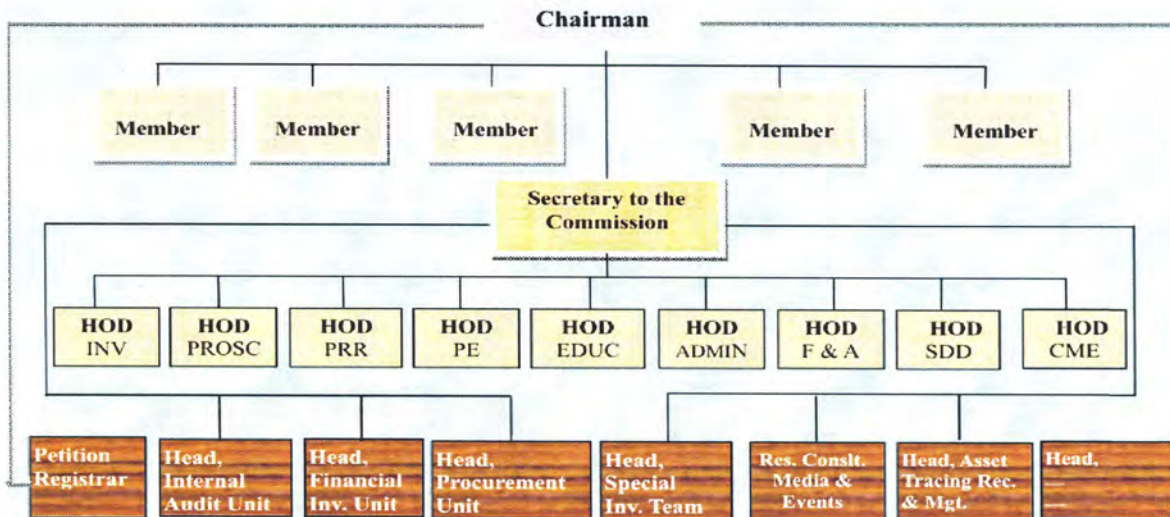 Chairman
Member
Member
Member
Member
Member
Secretary to the
Commission
HOD
INV
HOD
PROSC
HOD
PRR
HOD
PE
HOD
EDUC
HOD
ADMIN
HOD
F & A
HOD
SDD
HOD
CME
Petition
Registrar
Head,
Internal
Audit Unit
Head,
Financial
Inv. Unit
Head,
Procurement
Unit
Head,
Special
Inv. Team
Res. Conslt.
Media &
Events
Head, Asset
Tracing Rec.
& Mgt.
Head,